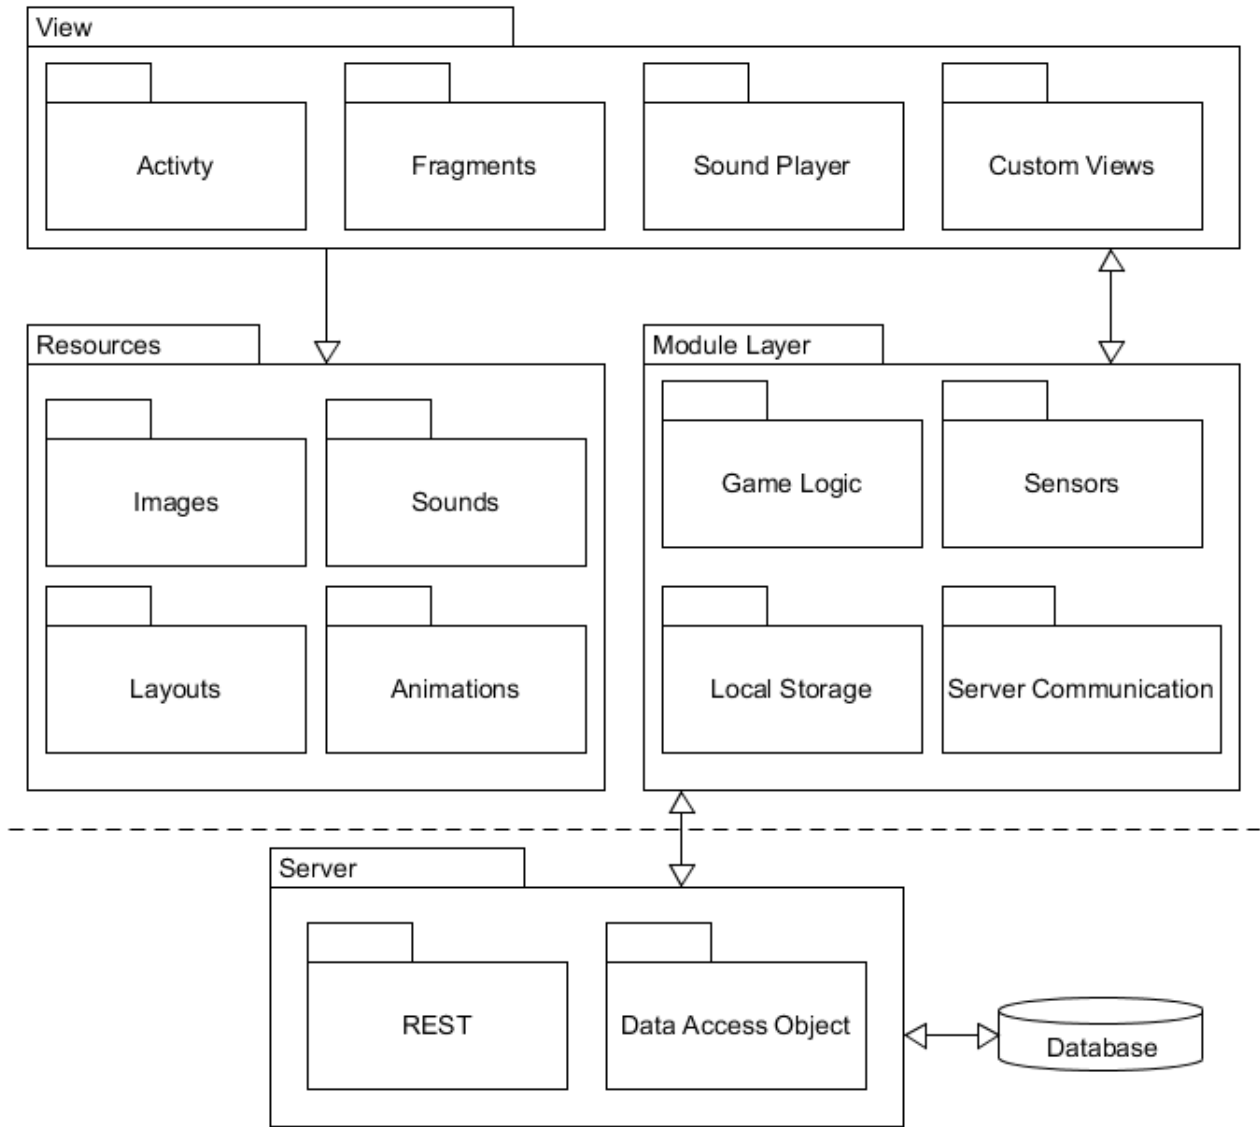 View
Activty
Fragments
Sound Player
Custom Views
Resources
Module Layer
Images
Sounds
Game Logic
Sensors
Layouts
Animations
Local Storage
Server Communication
Server
REST
Data Access Object
Database